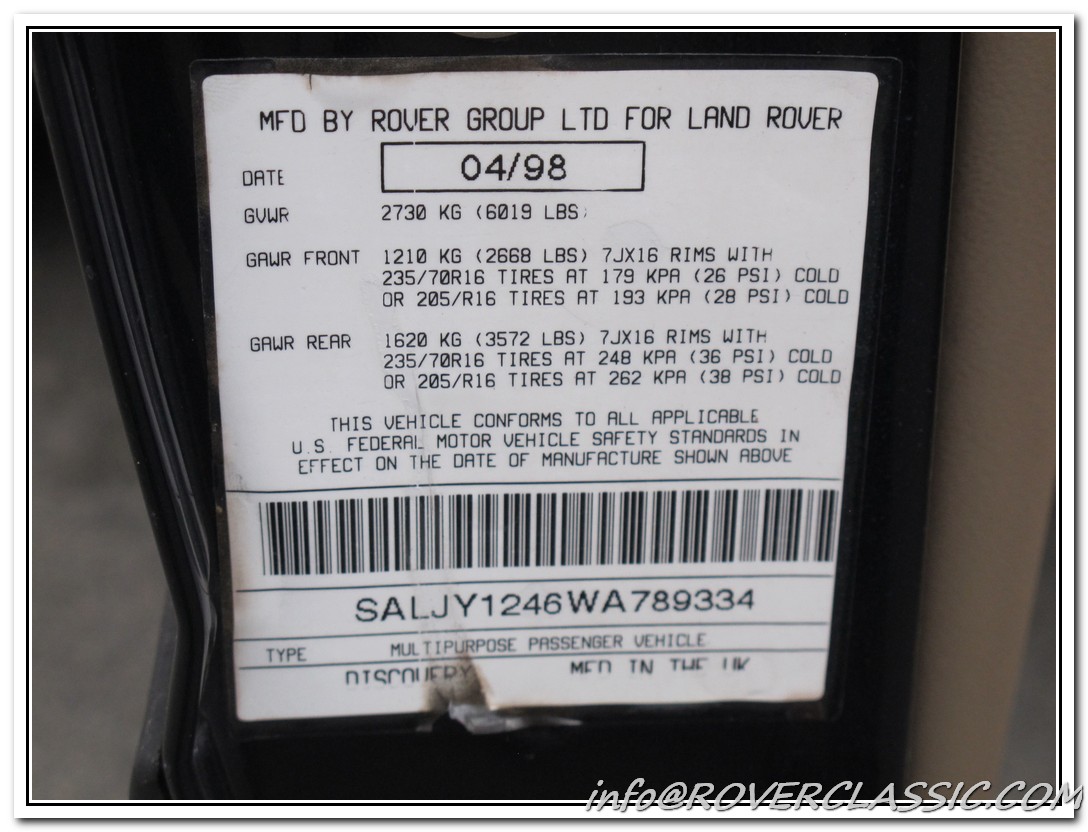 MFD BY ROVER GROUP LTD FOR LAND ROVER
DATE 04/98
GVWR 2730 KG (6019 LBS)
GAWR FRONT 1210 KG (2668 LBS) 7JX16 RIMS WITH
235/70R16 TIRES AT 179 KPA (26 PSI) COLD
OR 205/R16 TIRES AT 193 KPA (28 PSI) COLD
GAWR REAR 1620 KG (3572 LBS) 7JX16 RIMS WITH
235/70R16 TIRES AT 248 KPA (36 PSI) COLD
OR 205/R16 TIRES AT 262 KPA (38 PSI) COLD
THIS VEHICLE CONFORMS TO ALL APPLICABLE
U.S. FEDERAL MOTOR VEHICLE SAFETY STANDARDS IN
EFFECT ON THE DATE OF MANUFACTURE SHOWN ABOVE
SALJY1246WA789334
TYPE MULTIPURPOSE PASSENGER VEHICLE
DISCOVERY MFD IN THE UK
info@ROVERCLASSIC.COM